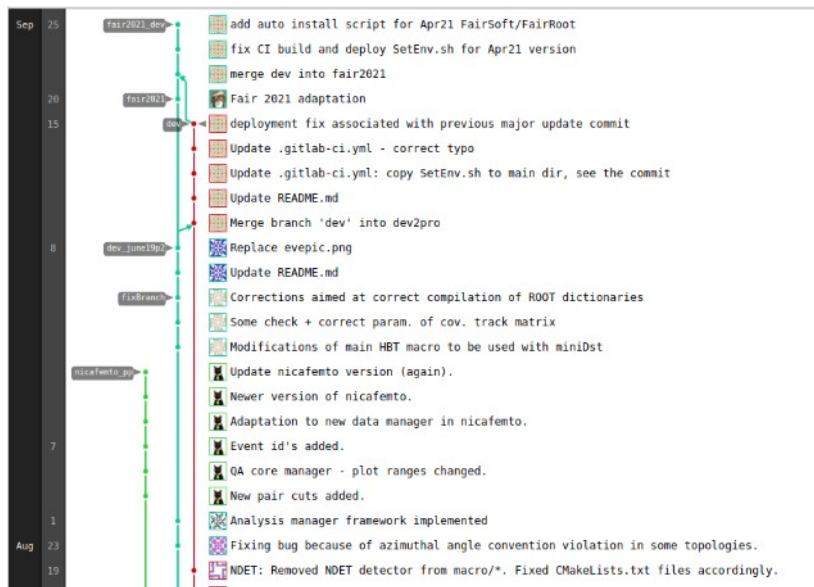 Sep 25 fair2021_dev add auto install script for Apr21 FairSoft/FairRoot
fix CI build and deploy SetEnv.sh for Apr21 version
merge dev into fair2021
20 fair2021 Fair 2021 adaptation
15 dev deployment fix associated with previous major update commit
Update .gitlab-ci.yml - correct typo
Update .gitlab-ci.yml: copy SetEnv.sh to main dir, see the commit
Update README.md
Merge branch 'dev' into dev2pro
8 dev_june19p2 Replace evepic.png
Update README.md
fixBranch Corrections aimed at correct compilation of ROOT dictionaries
Some check + correct param. of cov. track matrix
Modifications of main HBT macro to be used with miniDst
nicafemto_pp Update nicafemto version (again).
Newer version of nicafemto.
Adaptation to new data manager in nicafemto.
7 Event id's added.
QA core manager - plot ranges changed.
New pair cuts added.
1 Analysis manager framework implemented
Aug 23 Fixing bug because of azimuthal angle convention violation in some topologies.
19 NDET: Removed NDET detector from macro/*. Fixed CMakeLists.txt files accordingly.